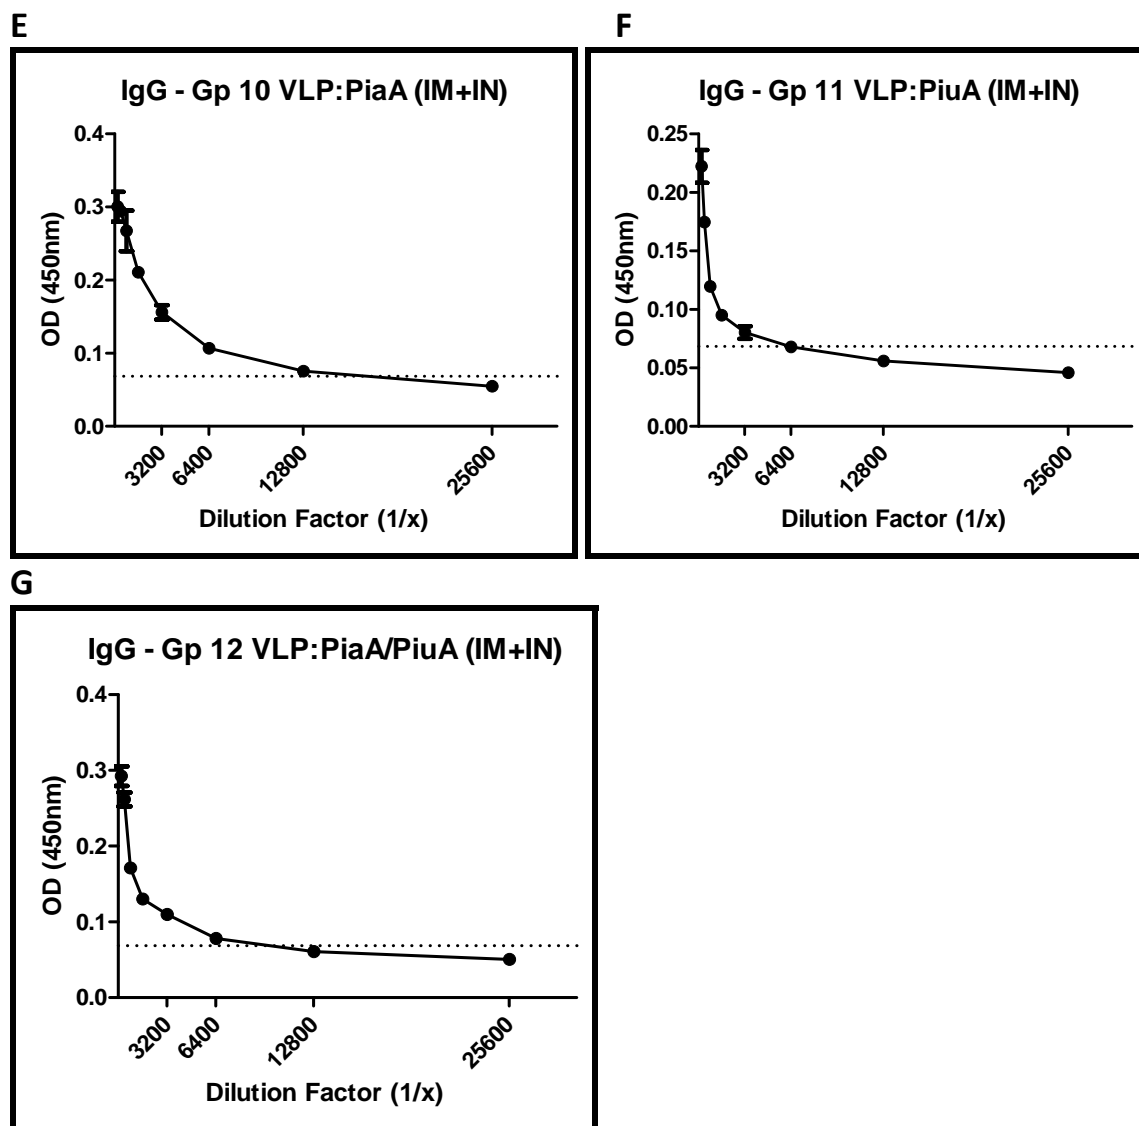 E
IgG - Gp 10 VLP:PiaA (IM+IN)
0.4
0.3
0.2
0.1
0.0
OD (450nm)
3200
6400
12800
25600
Dilution Factor (1/x)
F
IgG - Gp 11 VLP:PiuA (IM+IN)
0.25
0.20
0.15
0.10
0.05
0.00
OD (450nm)
3200
6400
12800
25600
Dilution Factor (1/x)
G
IgG - Gp 12 VLP:PiaA/PiuA (IM+IN)
0.4
0.3
0.2
0.1
0.0
OD (450nm)
3200
6400
12800
25600
Dilution Factor (1/x)